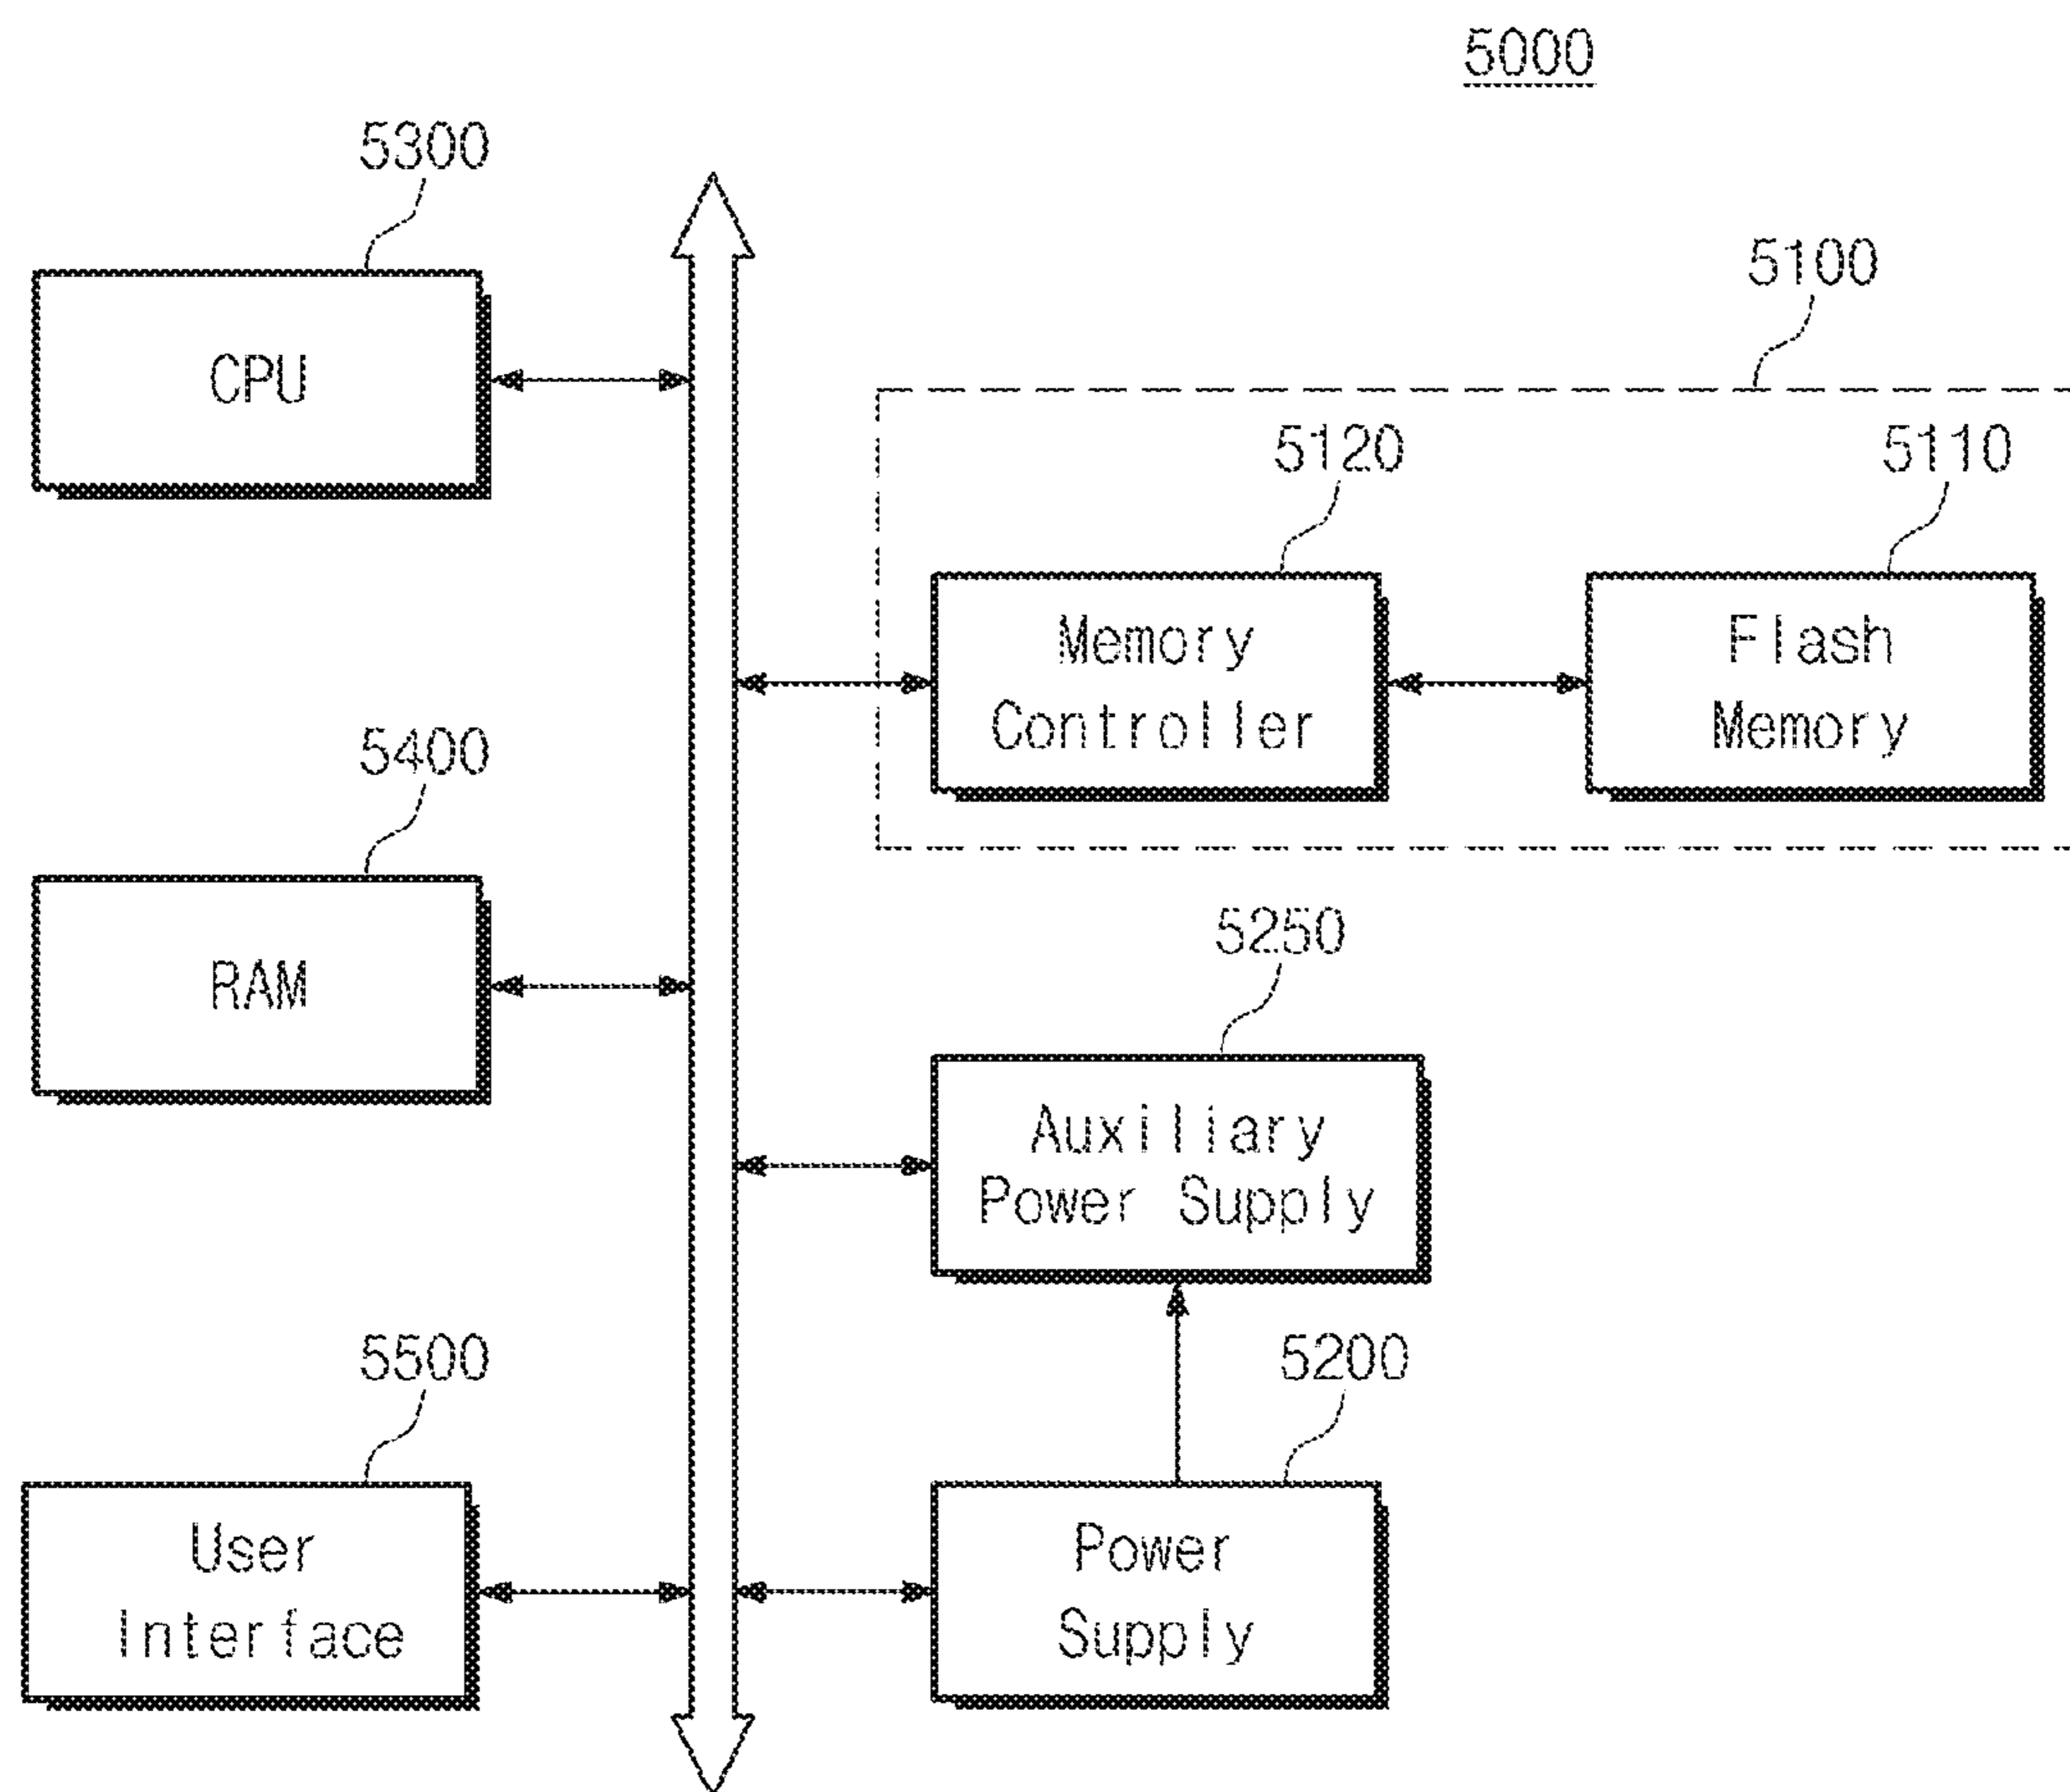 5000
5300
CPU
5100
5120
5110
Memory
Controller
Flash
Memory
5400
RAM
5250
Auxiliary
Power Supply
5500
User
Interface
5200
Power
Supply